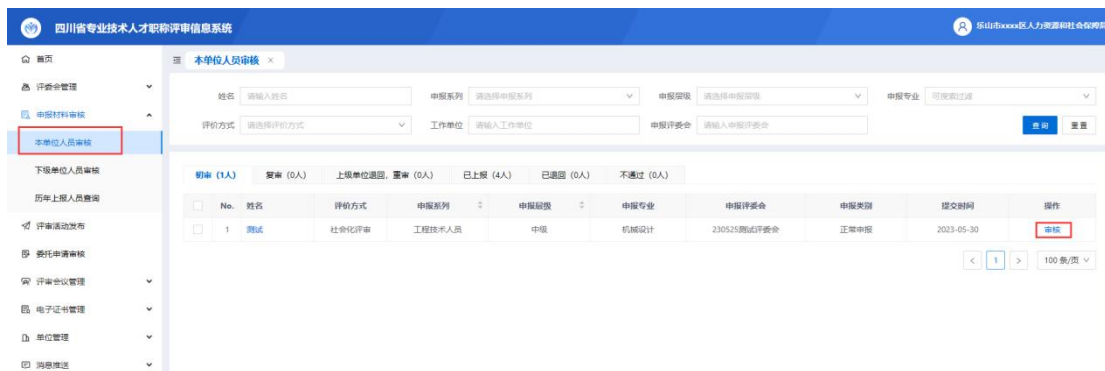 四川省专业技术人才职称评审信息系统
乐山市xxxx区人力资源和社会保障局
首页
本单位人员审核 ×
评委会管理
姓名 请输入姓名 申报系列 请选择申报系列 申报层级 请选择申报层级 申报专业 可搜索过滤
申报材料审核
评价方式 请选择评价方式 工作单位 请输入工作单位 申报评委会 请输入申报评委会 查询 重置
本单位人员审核
下级单位人员审核
初审（1人） 复审（0人） 上级单位退回，重审（0人） 已上报（4人） 已退回（0人） 不通过（0人）
历年上报人员查询
No. 姓名 评价方式 申报系列 申报层级 申报专业 申报评委会 申报类别 提交时间 操作
评审活动发布
1 测试 社会化评审 工程技术人员 中级 机械设计 230525测试评委会 正常申报 2023-05-30 审核
委托申请审核
< 1 > 100 条/页
评审会议管理
电子证书管理
单位管理
消息推送